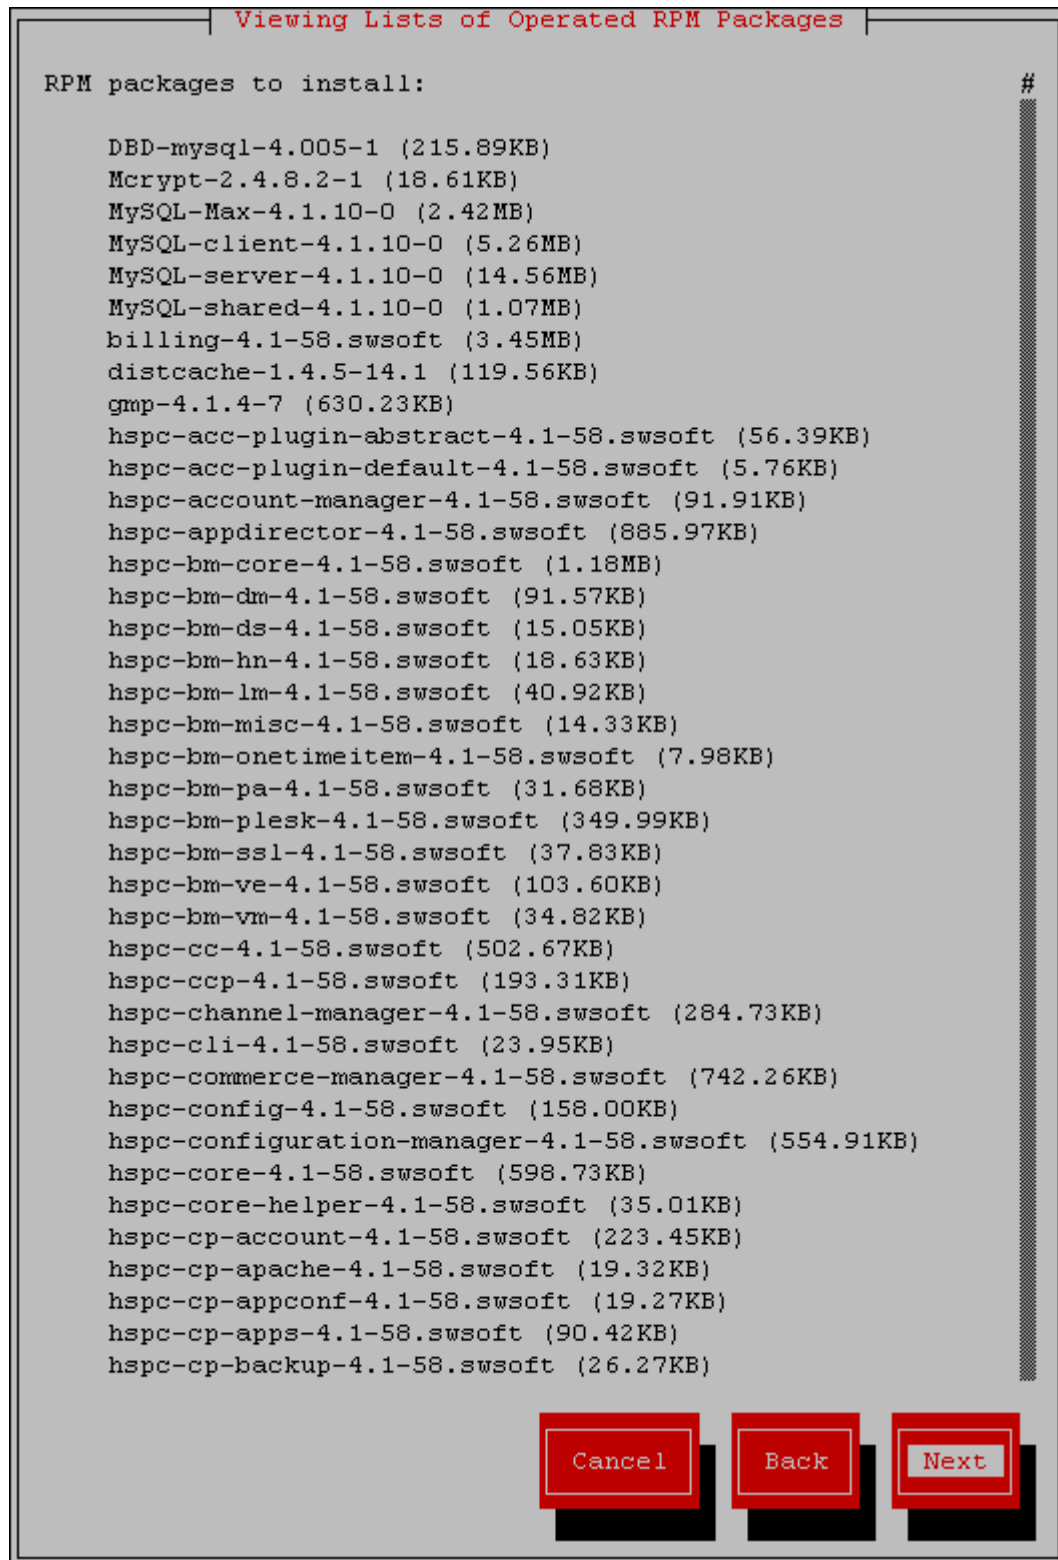 Viewing Lists of Operated RPM Packages
RPM packages to install: #
DBD-mysql-4.005-1 (215.89KB)
Mcrypt-2.4.8.2-1 (18.61KB)
MySQL-Max-4.1.10-0 (2.42MB)
MySQL-client-4.1.10-0 (5.26MB)
MySQL-server-4.1.10-0 (14.56MB)
MySQL-shared-4.1.10-0 (1.07MB)
billing-4.1-58.swsoft (3.45MB)
distcache-1.4.5-14.1 (119.56KB)
gmp-4.1.4-7 (630.23KB)
hspc-acc-plugin-abstract-4.1-58.swsoft (56.39KB)
hspc-acc-plugin-default-4.1-58.swsoft (5.76KB)
hspc-account-manager-4.1-58.swsoft (91.91KB)
hspc-appdirector-4.1-58.swsoft (885.97KB)
hspc-bm-core-4.1-58.swsoft (1.18MB)
hspc-bm-dm-4.1-58.swsoft (91.57KB)
hspc-bm-ds-4.1-58.swsoft (15.05KB)
hspc-bm-hn-4.1-58.swsoft (18.63KB)
hspc-bm-lm-4.1-58.swsoft (40.92KB)
hspc-bm-misc-4.1-58.swsoft (14.33KB)
hspc-bm-onetimeitem-4.1-58.swsoft (7.98KB)
hspc-bm-pa-4.1-58.swsoft (31.68KB)
hspc-bm-plesk-4.1-58.swsoft (349.99KB)
hspc-bm-ssl-4.1-58.swsoft (37.83KB)
hspc-bm-ve-4.1-58.swsoft (103.60KB)
hspc-bm-vm-4.1-58.swsoft (34.82KB)
hspc-cc-4.1-58.swsoft (502.67KB)
hspc-ccp-4.1-58.swsoft (193.31KB)
hspc-channel-manager-4.1-58.swsoft (284.73KB)
hspc-cli-4.1-58.swsoft (23.95KB)
hspc-commerce-manager-4.1-58.swsoft (742.26KB)
hspc-config-4.1-58.swsoft (158.00KB)
hspc-configuration-manager-4.1-58.swsoft (554.91KB)
hspc-core-4.1-58.swsoft (598.73KB)
hspc-core-helper-4.1-58.swsoft (35.01KB)
hspc-cp-account-4.1-58.swsoft (223.45KB)
hspc-cp-apache-4.1-58.swsoft (19.32KB)
hspc-cp-appconf-4.1-58.swsoft (19.27KB)
hspc-cp-apps-4.1-58.swsoft (90.42KB)
hspc-cp-backup-4.1-58.swsoft (26.27KB)
Cancel Back Next